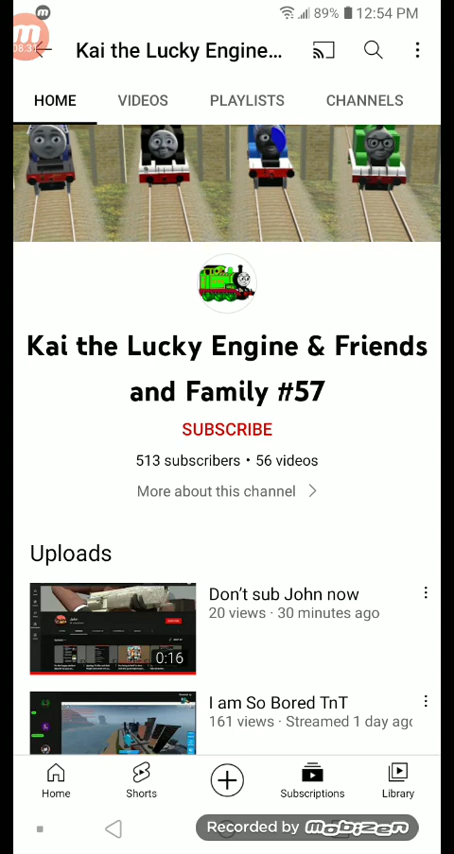 89% 12:54 PM
m
08:31
Kai the Lucky Engine...
HOME VIDEOS PLAYLISTS CHANNELS
Kai the Lucky Engine & Friends
and Family #57
SUBSCRIBE
513 subscribers • 56 videos
More about this channel
Uploads
Don't sub John now
20 views · 30 minutes ago
0:16
I am So Bored TnT
161 views · Streamed 1 day ago
Home Shorts Subscriptions Library
Recorded by mobizen